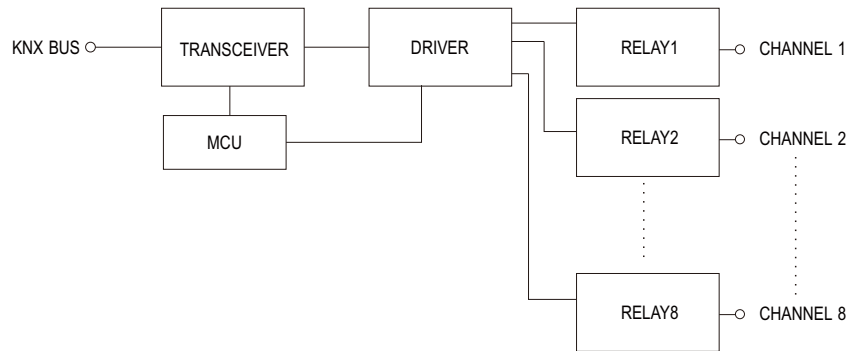 KNX BUS
TRANSCEIVER
DRIVER
RELAY1
CHANNEL 1
MCU
RELAY2
CHANNEL 2
RELAY8
CHANNEL 8